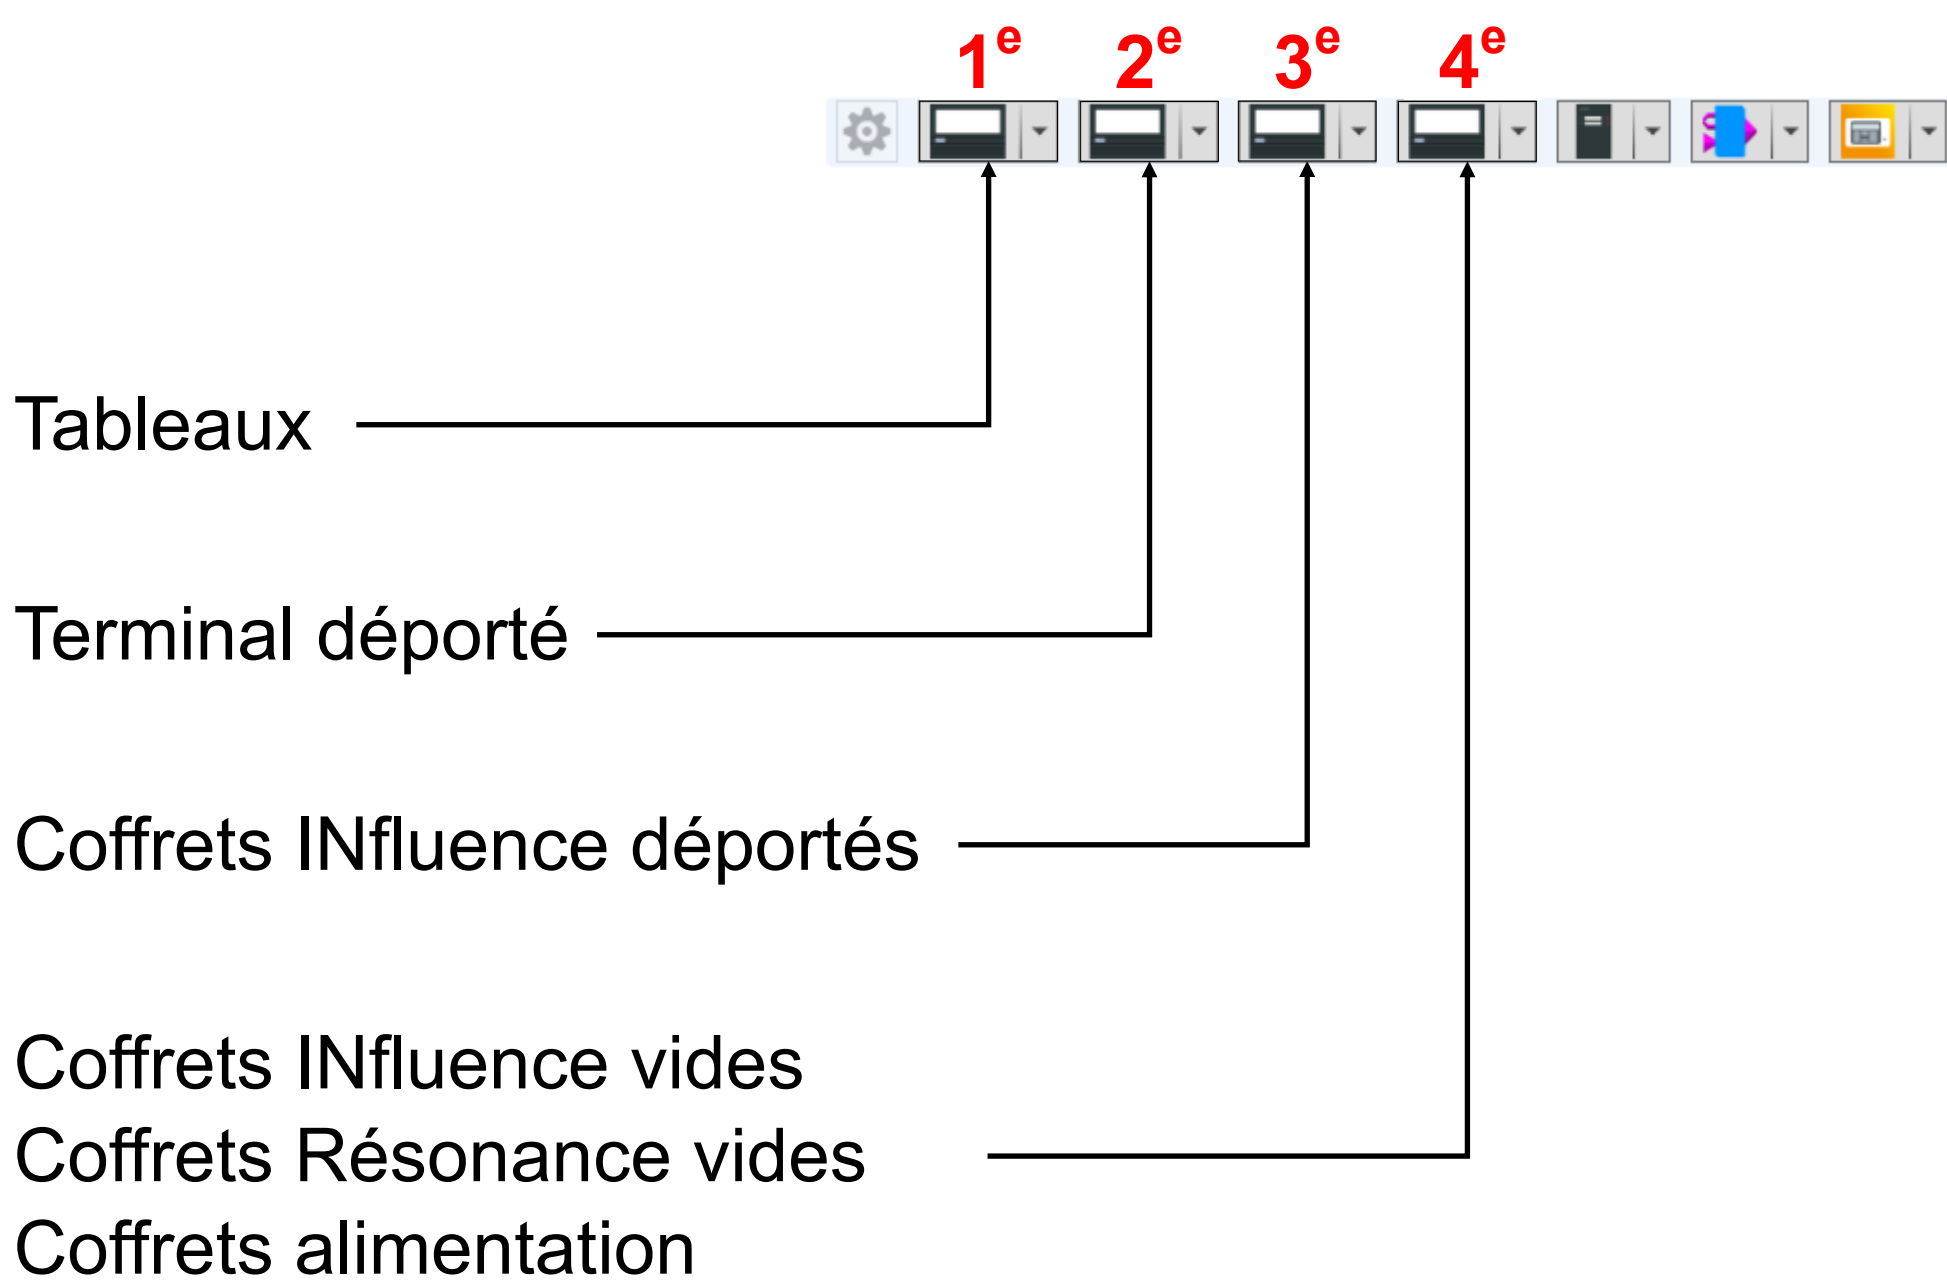 1e 2e 3e 4e
Tableaux
Terminal déporté
Coffrets INfluence déportés
Coffrets INfluence vides
Coffrets Résonance vides
Coffrets alimentation